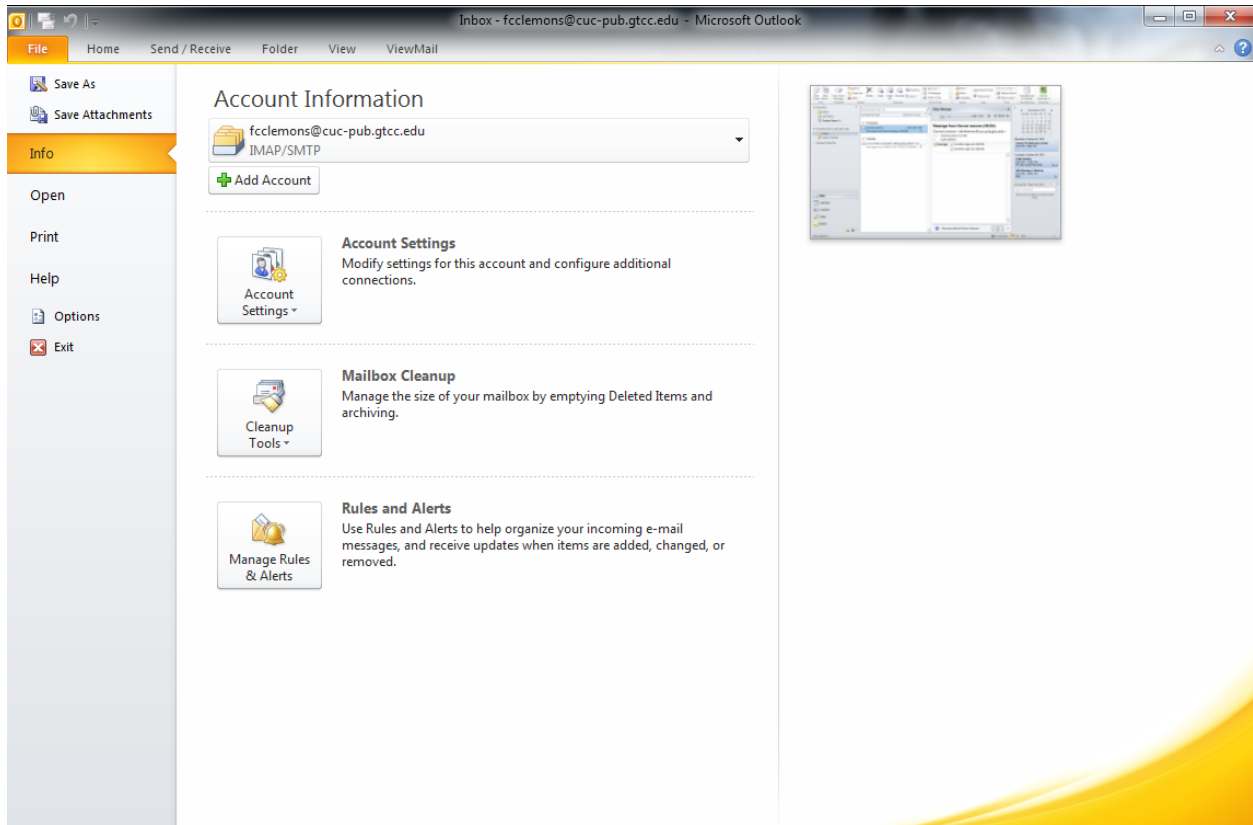 Inbox - fcclemons@cuc-pub.gtcc.edu - Microsoft Outlook
File Home Send / Receive Folder View ViewMail
Save As
Save Attachments
Info
Open
Print
Help
Options
Exit
Account Information
fcclemons@cuc-pub.gtcc.edu
IMAP/SMTP
Add Account
Account
Settings
Account Settings
Modify settings for this account and configure additional
connections.
Cleanup
Tools
Mailbox Cleanup
Manage the size of your mailbox by emptying Deleted Items and
archiving.
Manage Rules
& Alerts
Rules and Alerts
Use Rules and Alerts to help organize your incoming e-mail
messages, and receive updates when items are added, changed, or
removed.